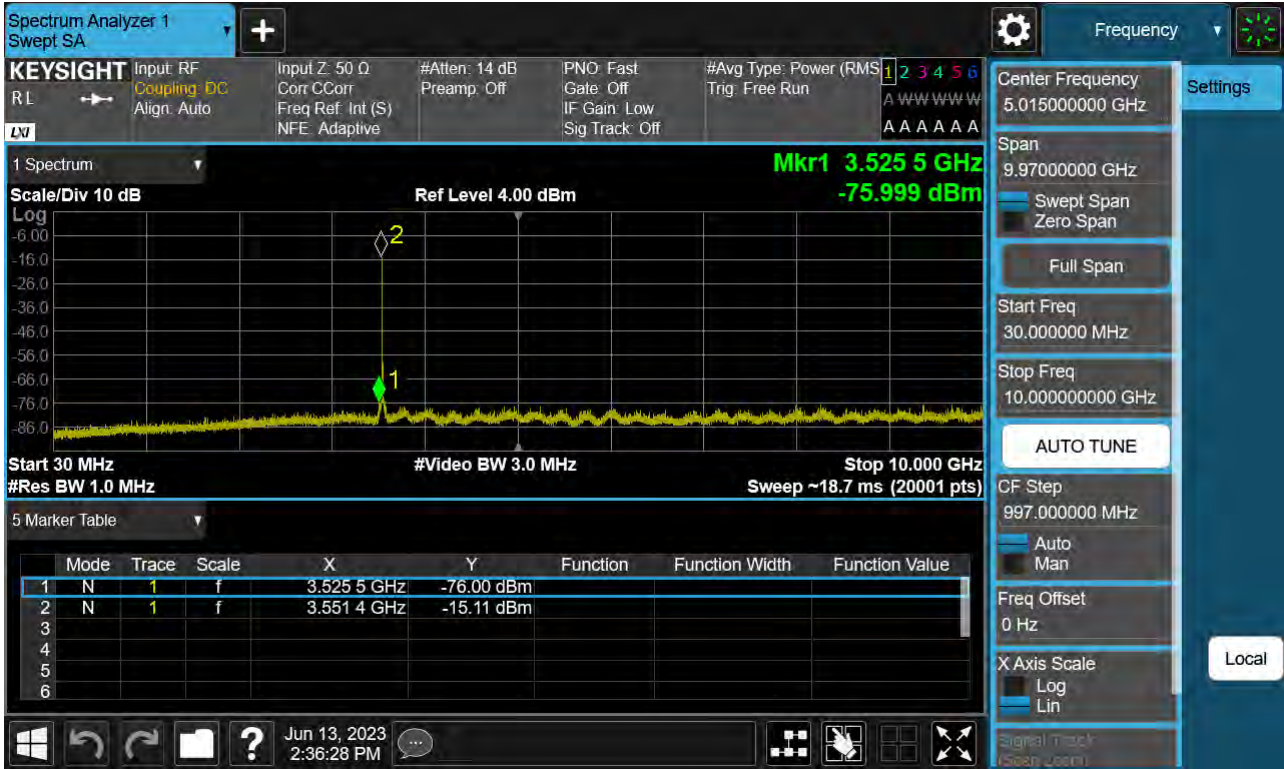 Spectrum Analyzer 1
Swept SA
+
Frequency
KEYSIGHT
RL
LXI
Input: RF
Coupling: DC
Align: Auto
Input Z: 50 Ω
Corr CCorr
Freq Ref: Int (S)
NFE: Adaptive
#Atten: 14 dB
Preamp: Off
PNO: Fast
Gate: Off
IF Gain: Low
Sig Track: Off
#Avg Type: Power (RMS
Trig: Free Run
1 2 3 4 5 6
A W W W W W
A A A A A A
1 Spectrum
Mkr1 3.525 5 GHz
Scale/Div 10 dB
Ref Level 4.00 dBm
-75.999 dBm
Log
-6.00
-16.0
-26.0
-36.0
-46.0
-56.0
-66.0
-76.0
-86.0
2
1
Start 30 MHz
#Video BW 3.0 MHz
Stop 10.000 GHz
#Res BW 1.0 MHz
Sweep ~18.7 ms (20001 pts)
5 Marker Table
Mode Trace Scale X Y Function Function Width Function Value
1 N 1 f 3.525 5 GHz -76.00 dBm
2 N 1 f 3.551 4 GHz -15.11 dBm
3
4
5
6
Jun 13, 2023
2:36:28 PM
?
Center Frequency
5.015000000 GHz
Settings
Span
9.97000000 GHz
Swept Span
Zero Span
Full Span
Start Freq
30.000000 MHz
Stop Freq
10.000000000 GHz
AUTO TUNE
CF Step
997.000000 MHz
Auto
Man
Freq Offset
0 Hz
X Axis Scale
Log
Lin
Local
Signal Track
(Span Zoom)